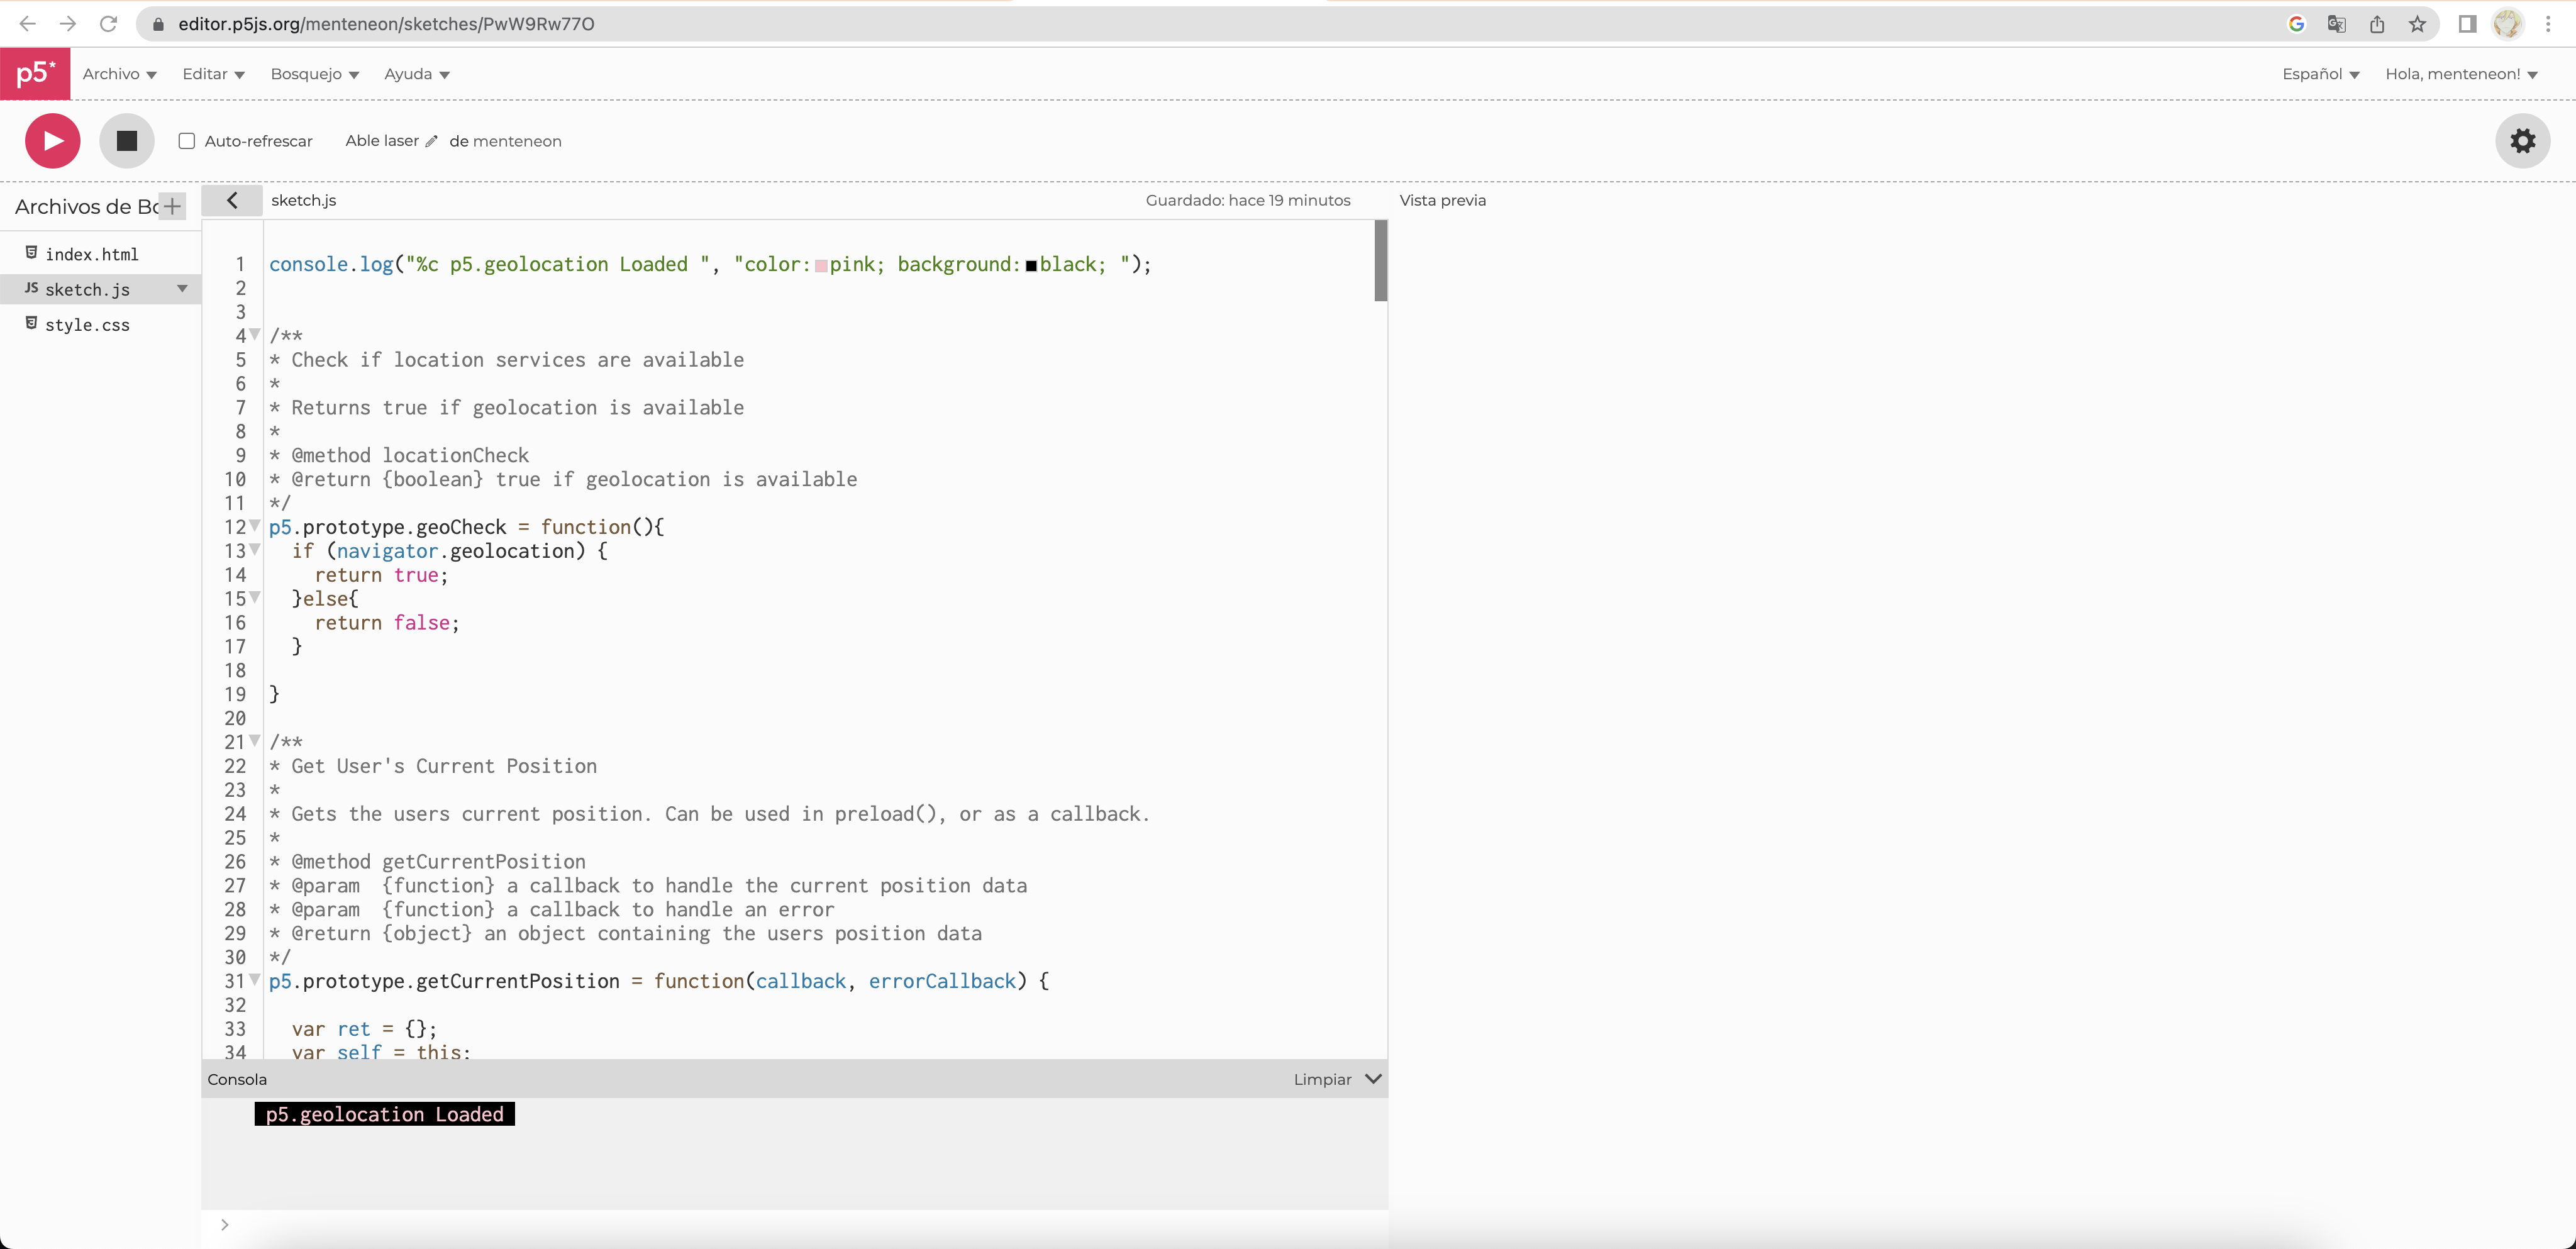 editor.p5js.org/menteneon/sketches/PwW9Rw77O
p5* Archivo Editar Bosquejo Ayuda Español Hola, menteneon!
Auto-refrescar Able laser de menteneon
Archivos de Bo sketch.js Guardado: hace 19 minutos Vista previa
index.html
JS sketch.js
style.css
1 console.log("%c p5.geolocation Loaded ", "color:pink; background:black; ");
2
3
4 /**
5 * Check if location services are available
6 *
7 * Returns true if geolocation is available
8 *
9 * @method locationCheck
10 * @return {boolean} true if geolocation is available
11 */
12 p5.prototype.geoCheck = function(){
13 if (navigator.geolocation) {
14 return true;
15 }else{
16 return false;
17 }
18
19 }
20
21 /**
22 * Get User's Current Position
23 *
24 * Gets the users current position. Can be used in preload(), or as a callback.
25 *
26 * @method getCurrentPosition
27 * @param  {function} a callback to handle the current position data
28 * @param  {function} a callback to handle an error
29 * @return {object} an object containing the users position data
30 */
31 p5.prototype.getCurrentPosition = function(callback, errorCallback) {
32
33 var ret = {};
34 var self = this;
Consola Limpiar
p5.geolocation Loaded
>